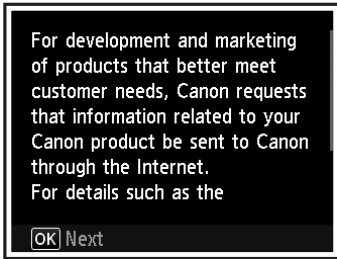 For development and marketing
of products that better meet
customer needs, Canon requests
that information related to your
Canon product be sent to Canon
through the Internet.
For details such as the
OK Next